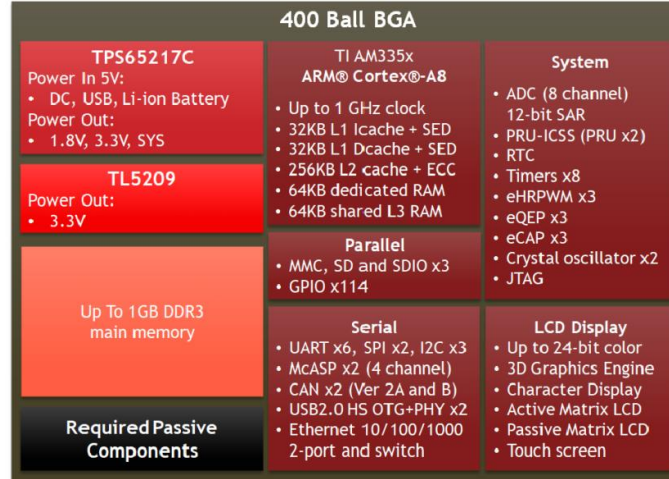 400 Ball BGA
TPS65217C
Power In 5V:
• DC, USB, Li-ion Battery
Power Out:
• 1.8V, 3.3V, SYS
TL5209
Power Out:
• 3.3V
Up To 1GB DDR3
main memory
Required Passive
Components
TI AM335x
ARM® Cortex®-A8
• Up to 1 GHz clock
• 32KB L1 Icache + SED
• 32KB L1 Dcache + SED
• 256KB L2 cache + ECC
• 64KB dedicated RAM
• 64KB shared L3 RAM
Parallel
• MMC, SD and SDIO x3
• GPIO x114
Serial
• UART x6, SPI x2, I2C x3
• McASP x2 (4 channel)
• CAN x2 (Ver 2A and B)
• USB2.0 HS OTG+PHY x2
• Ethernet 10/100/1000
2-port and switch
System
• ADC (8 channel)
12-bit SAR
• PRU-ICSS (PRU x2)
• RTC
• Timers x8
• eHRPWM x3
• eQEP x3
• eCAP x3
• Crystal oscillator x2
• JTAG
LCD Display
• Up to 24-bit color
• 3D Graphics Engine
• Character Display
• Active Matrix LCD
• Passive Matrix LCD
• Touch screen